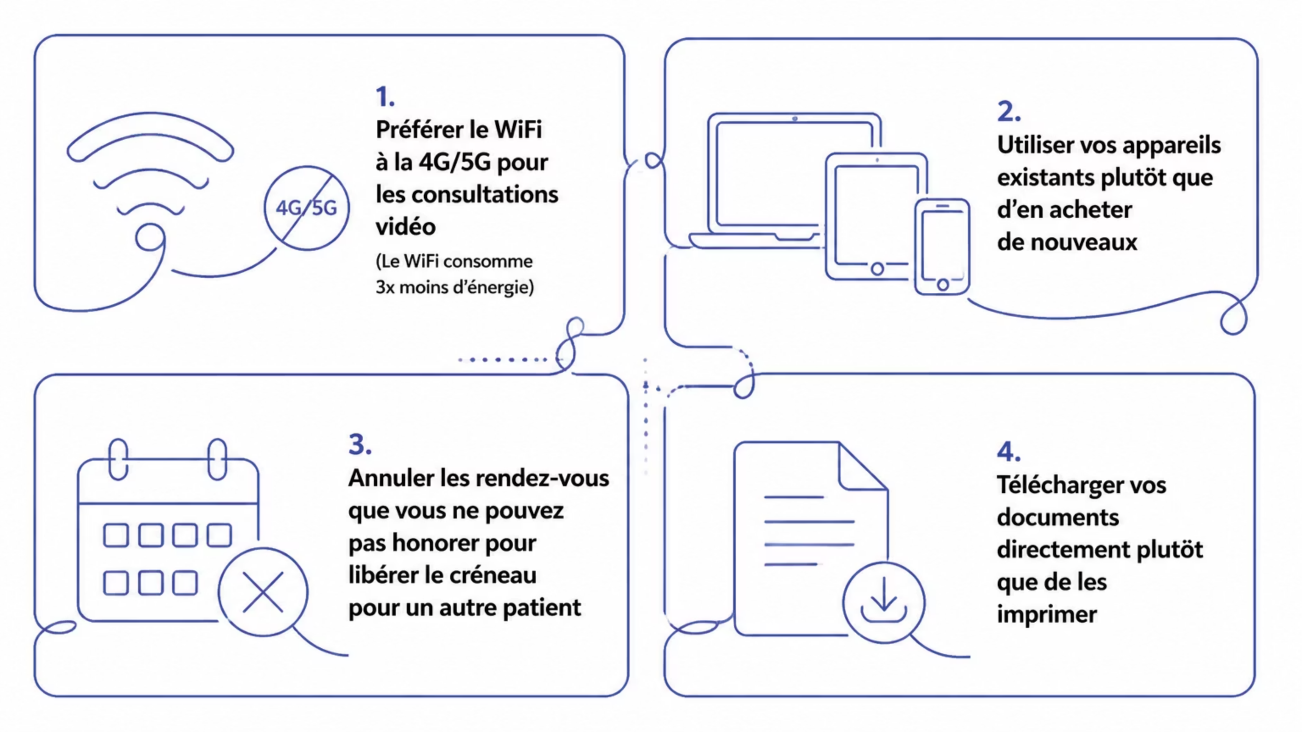 1.
Préférer le WiFi
à la 4G/5G pour
les consultations
vidéo
(Le WiFi consomme
3x moins d'énergie)
4G/5G
2.
Utiliser vos appareils
existants plutöt que
d'en acheter
de nouveaux
3.
Annuler les rendez-vous
que vous ne pouvez
pas honorer pour
libérer le créneau
pour un autre patient
4.
Télécharger vos
documents
directement plutöt
que de les
imprimer